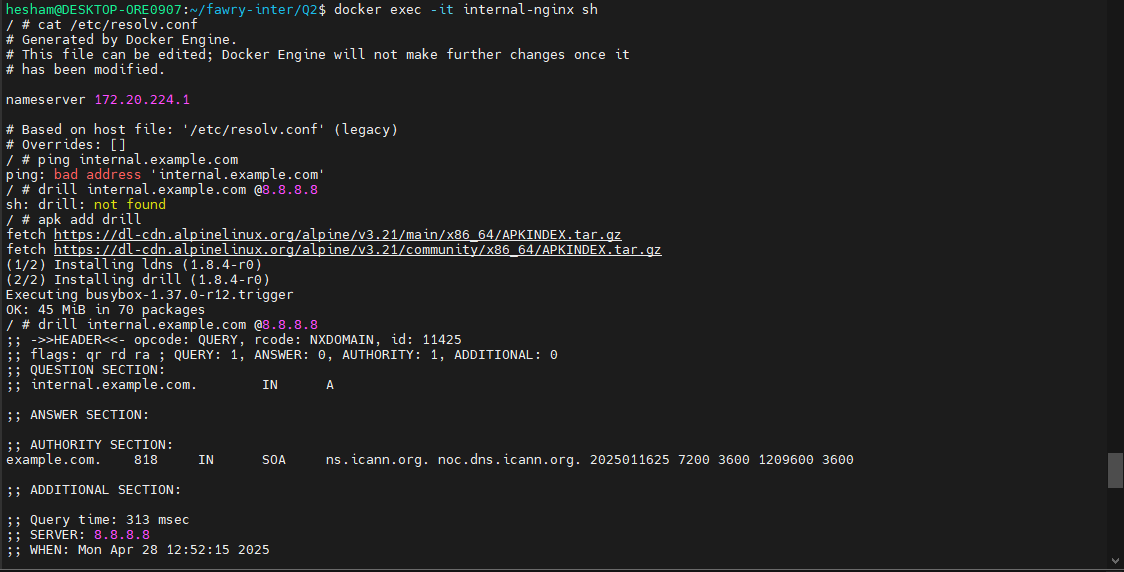 hesham@DESKTOP-ORE0907:~/fawry-inter/Q2$ docker exec -it internal-nginx sh
/ # cat /etc/resolv.conf
# Generated by Docker Engine.
# This file can be edited; Docker Engine will not make further changes once it
# has been modified.
nameserver 172.20.224.1
# Based on host file: '/etc/resolv.conf' (legacy)
# Overrides: []
/ # ping internal.example.com
ping: bad address 'internal.example.com'
/ # drill internal.example.com @8.8.8.8
sh: drill: not found
/ # apk add drill
fetch https://dl-cdn.alpinelinux.org/alpine/v3.21/main/x86_64/APKINDEX.tar.gz
fetch https://dl-cdn.alpinelinux.org/alpine/v3.21/community/x86_64/APKINDEX.tar.gz
(1/2) Installing ldns (1.8.4-r0)
(2/2) Installing drill (1.8.4-r0)
Executing busybox-1.37.0-r12.trigger
OK: 45 MiB in 70 packages
/ # drill internal.example.com @8.8.8.8
;; ->>HEADER<<- opcode: QUERY, rcode: NXDOMAIN, id: 11425
;; flags: qr rd ra ; QUERY: 1, ANSWER: 0, AUTHORITY: 1, ADDITIONAL: 0
;; QUESTION SECTION:
;; internal.example.com. IN A
;; ANSWER SECTION:
;; AUTHORITY SECTION:
example.com. 818 IN SOA ns.icann.org. noc.dns.icann.org. 2025011625 7200 3600 1209600 3600
;; ADDITIONAL SECTION:
;; Query time: 313 msec
;; SERVER: 8.8.8.8
;; WHEN: Mon Apr 28 12:52:15 2025